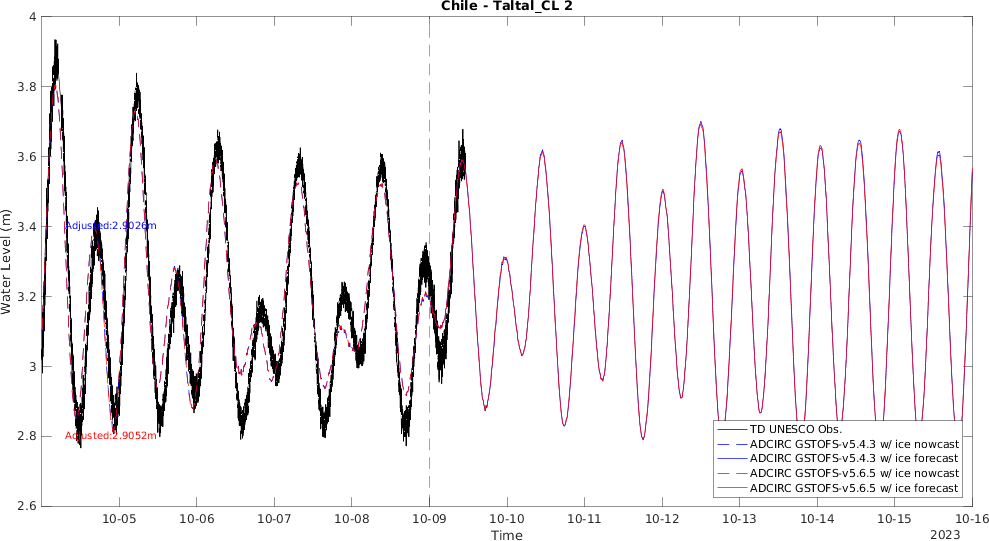 Chile - Taltal_CL 2
4
3.8
3.6
3.4
3.2
3
2.8
2.6
Water Level (m)
Adjusted:2.9026m
Adjusted:2.9052m
TD UNESCO Obs.
ADCIRC GSTOFS-v5.4.3 w/ ice nowcast
ADCIRC GSTOFS-v5.4.3 w/ ice forecast
ADCIRC GSTOFS-v5.6.5 w/ ice nowcast
ADCIRC GSTOFS-v5.6.5 w/ ice forecast
10-05 10-06 10-07 10-08 10-09 10-10 10-11 10-12 10-13 10-14 10-15 10-16
Time
2023